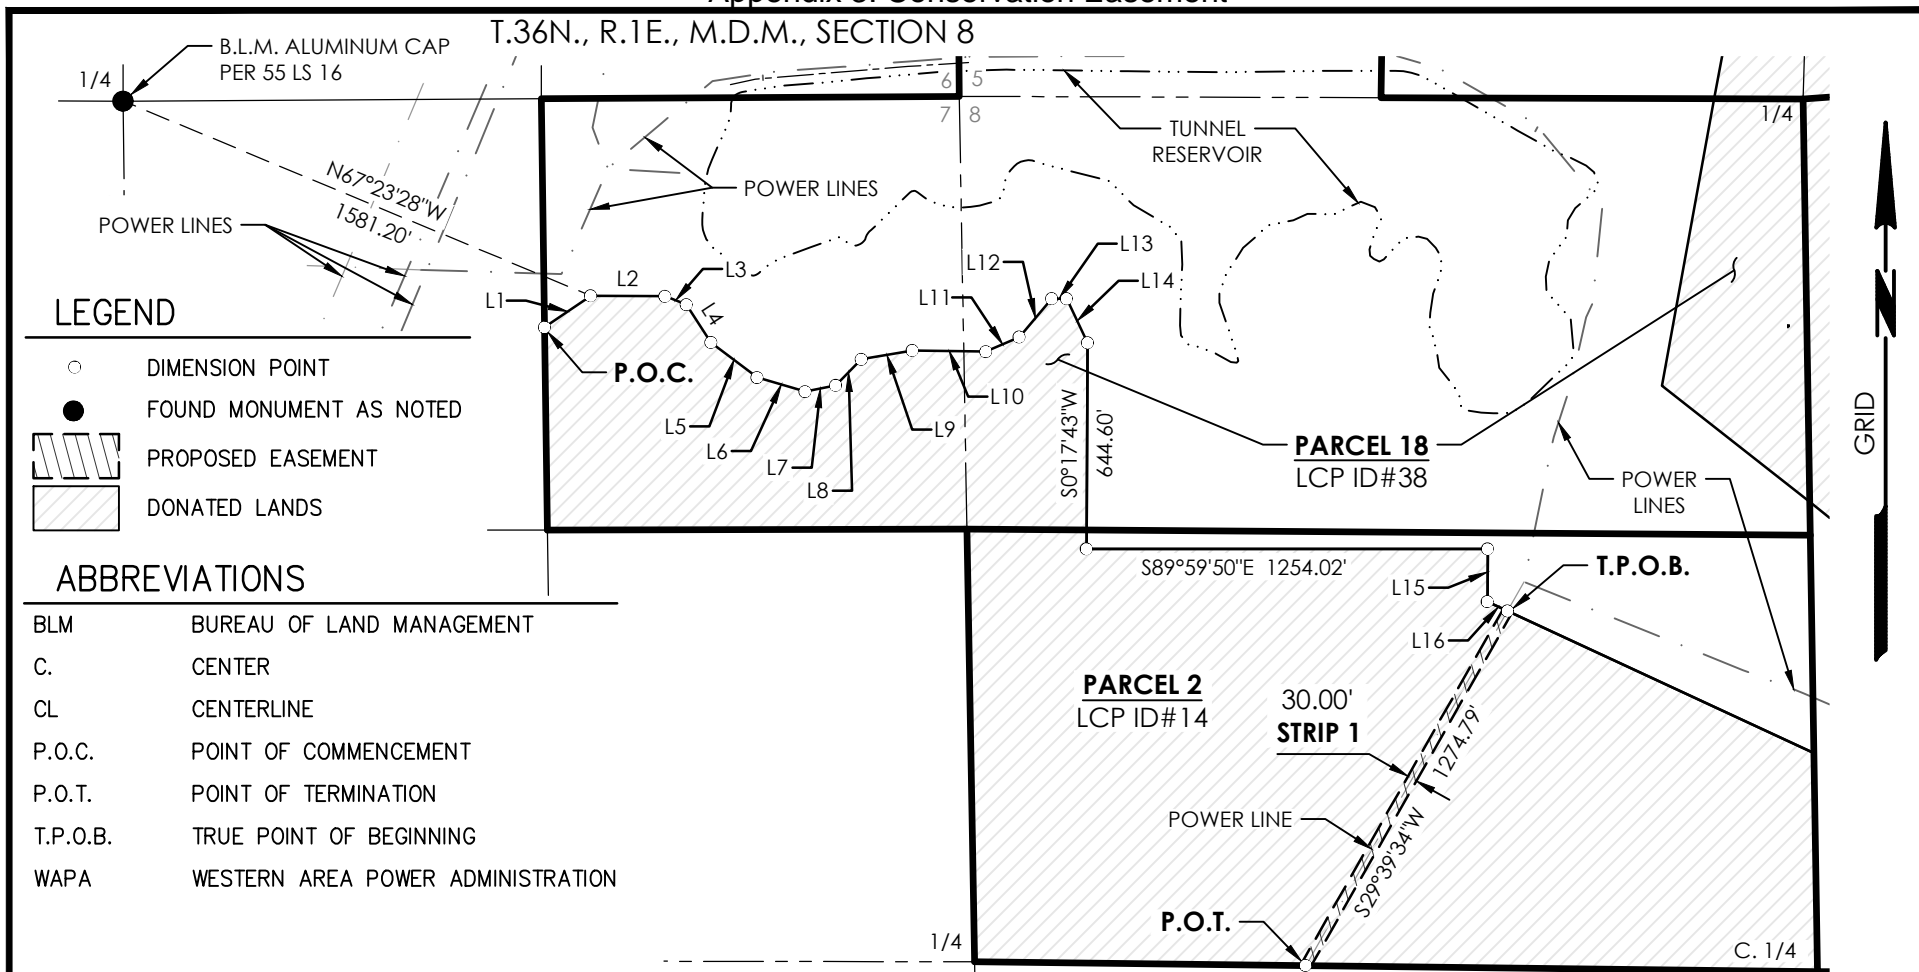 Appendix 3: Conservation Easement
T.36N., R.1E., M.D.M., SECTION 8
B.L.M. ALUMINUM CAP
PER 55 LS 16
1/4
6 5
7 8
1/4
TUNNEL
RESERVOIR
N67°23'28"W
1581.20'
POWER LINES
POWER LINES
L1
L2
L3
L4
L5
L6
L7
L8
L9
L10
L11
L12
L13
L14
P.O.C.
S0°17'43"W
644.60'
PARCEL 18
LCP ID#38
POWER
LINES
GRID
N
LEGEND
DIMENSION POINT
FOUND MONUMENT AS NOTED
PROPOSED EASEMENT
DONATED LANDS
ABBREVIATIONS
BLM BUREAU OF LAND MANAGEMENT
C. CENTER
CL CENTERLINE
P.O.C. POINT OF COMMENCEMENT
P.O.T. POINT OF TERMINATION
T.P.O.B. TRUE POINT OF BEGINNING
WAPA WESTERN AREA POWER ADMINISTRATION
S89°59'50"E 1254.02'
L15
T.P.O.B.
L16
PARCEL 2
LCP ID#14
30.00'
STRIP 1
1274.79'
S29°39'34"W
POWER LINE
P.O.T.
1/4
C. 1/4